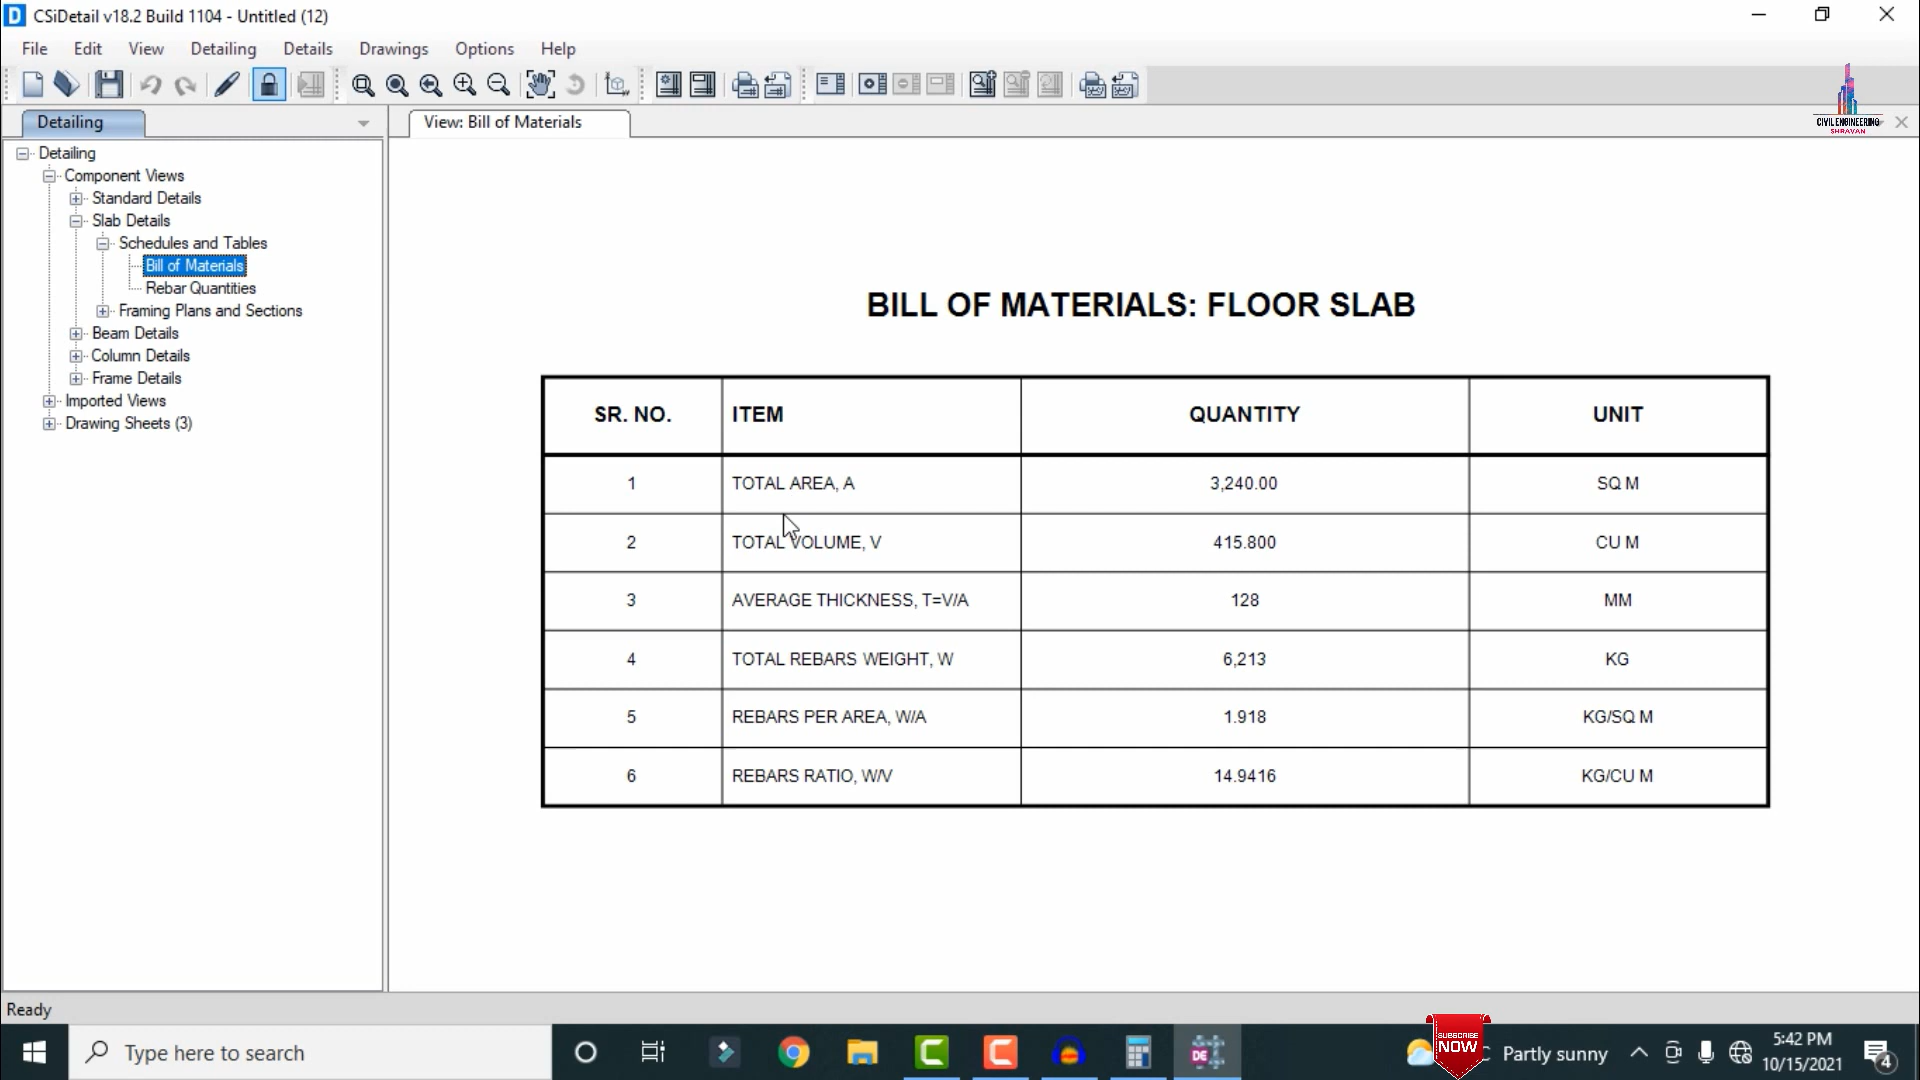 CSiDetail v18.2 Build 1104 - Untitled (12)
File Edit View Detailing Details Drawings Options Help
CIVIL ENGINEERING
SHRAVAN
Detailing
View: Bill of Materials
Detailing
Component Views
Standard Details
Slab Details
Schedules and Tables
Bill of Materials
Rebar Quantities
Framing Plans and Sections
Beam Details
Column Details
Frame Details
Imported Views
Drawing Sheets (3)
BILL OF MATERIALS: FLOOR SLAB
SR. NO. ITEM QUANTITY UNIT
1 TOTAL AREA, A 3,240.00 SQ M
2 TOTAL VOLUME, V 415.800 CU M
3 AVERAGE THICKNESS, T=V/A 128 MM
4 TOTAL REBARS WEIGHT, W 6,213 KG
5 REBARS PER AREA, W/A 1.918 KG/SQ M
6 REBARS RATIO, W/V 14.9416 KG/CU M
Ready
Type here to search
DE
SUBSCRIBE
NOW
C Partly sunny
5:42 PM
10/15/2021
4